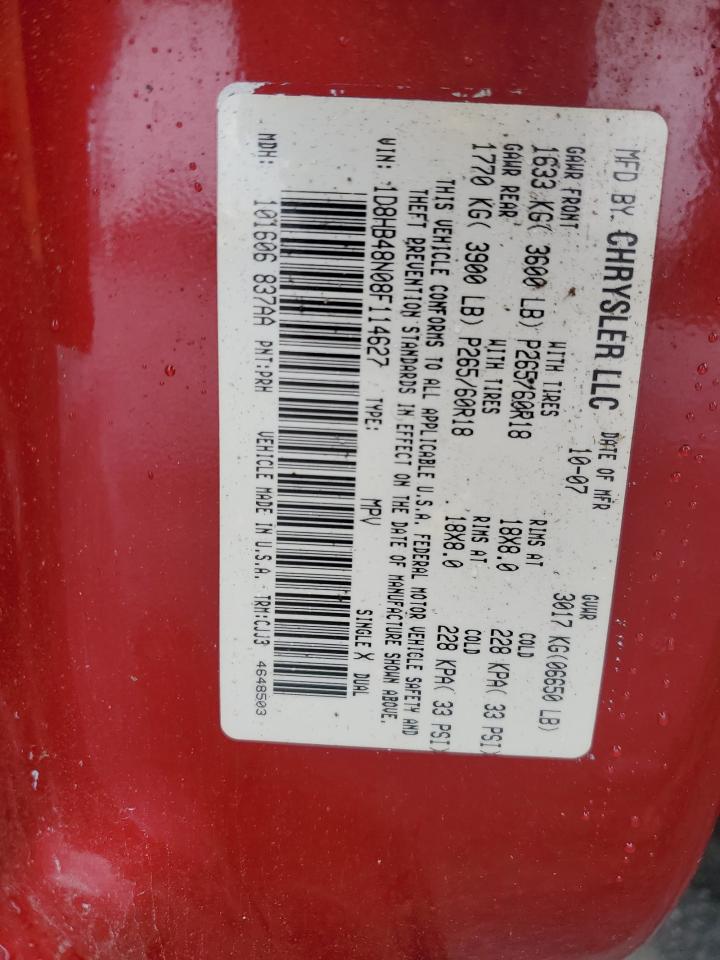 MFD BY CHRYSLER LLC DATE OF MFR 10-07 GVWR 3017 KG(06650 LB)
GAWR FRONT WITH TIRES RIMS AT COLD
1633 KG( 3600 LB) P265/60R18 18X8.0 228 KPA( 33 PSI)
GAWR REAR WITH TIRES RIMS AT COLD
1770 KG( 3900 LB) P265/60R18 18X8.0 228 KPA( 33 PSI)
THIS VEHICLE CONFORMS TO ALL APPLICABLE U.S.A. FEDERAL MOTOR VEHICLE SAFETY AND
THEFT PREVENTION STANDARDS IN EFFECT ON THE DATE OF MANUFACTURE SHOWN ABOVE.
VIN: 1D8HB48N08F114627 TYPE: MPV SINGLE X DUAL
MDH: 101606 837AA PNT:PRH VEHICLE MADE IN U.S.A. TRM:CJJ3 4648503